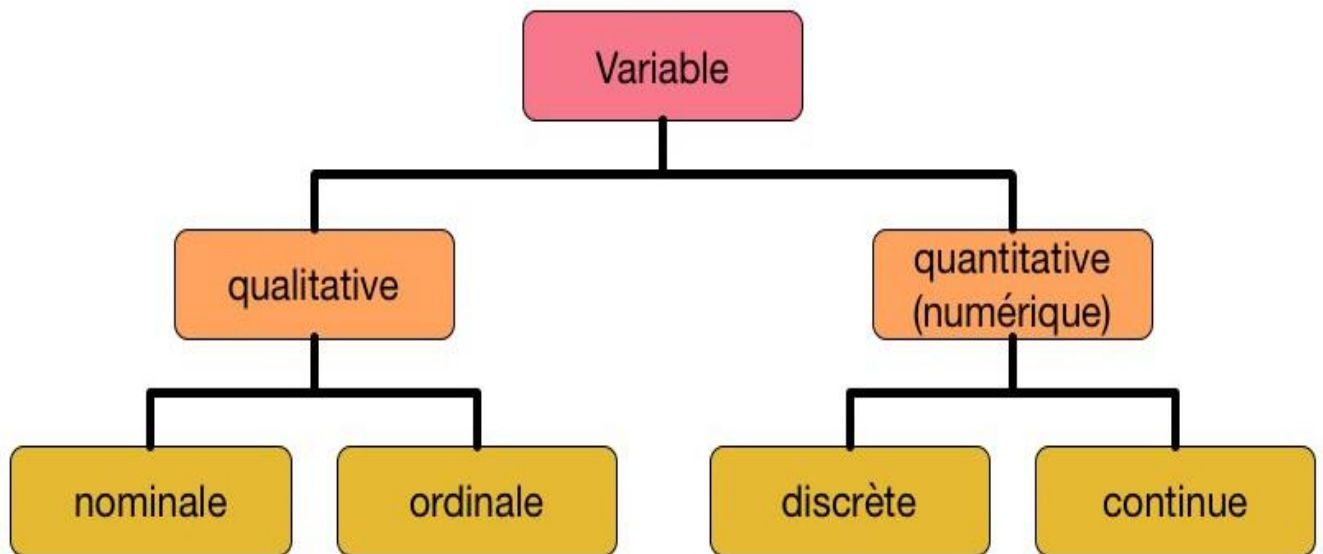 Variable
qualitative
quantitative
(numérique)
nominale
ordinale
discrète
continue